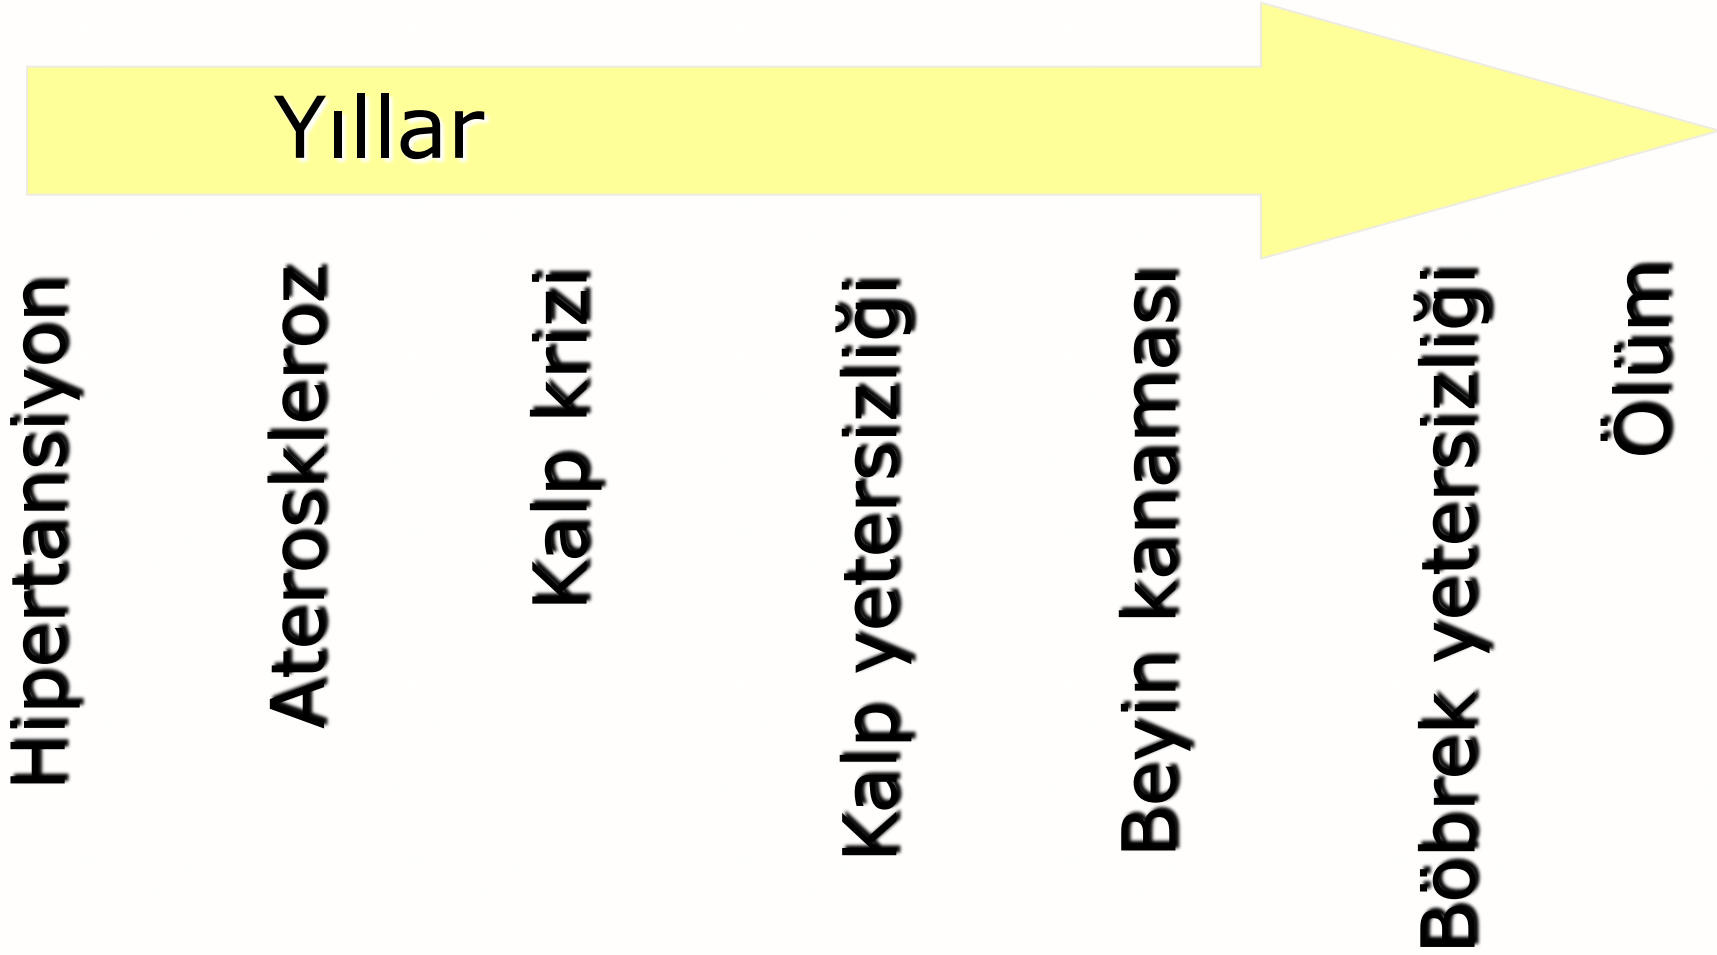 Yıllar
Hipertansiyon
Ateroskleroz
Kalp krizi
Kalp yetersizliği
Beyin kanaması
Böbrek yetersizliği
Ölüm